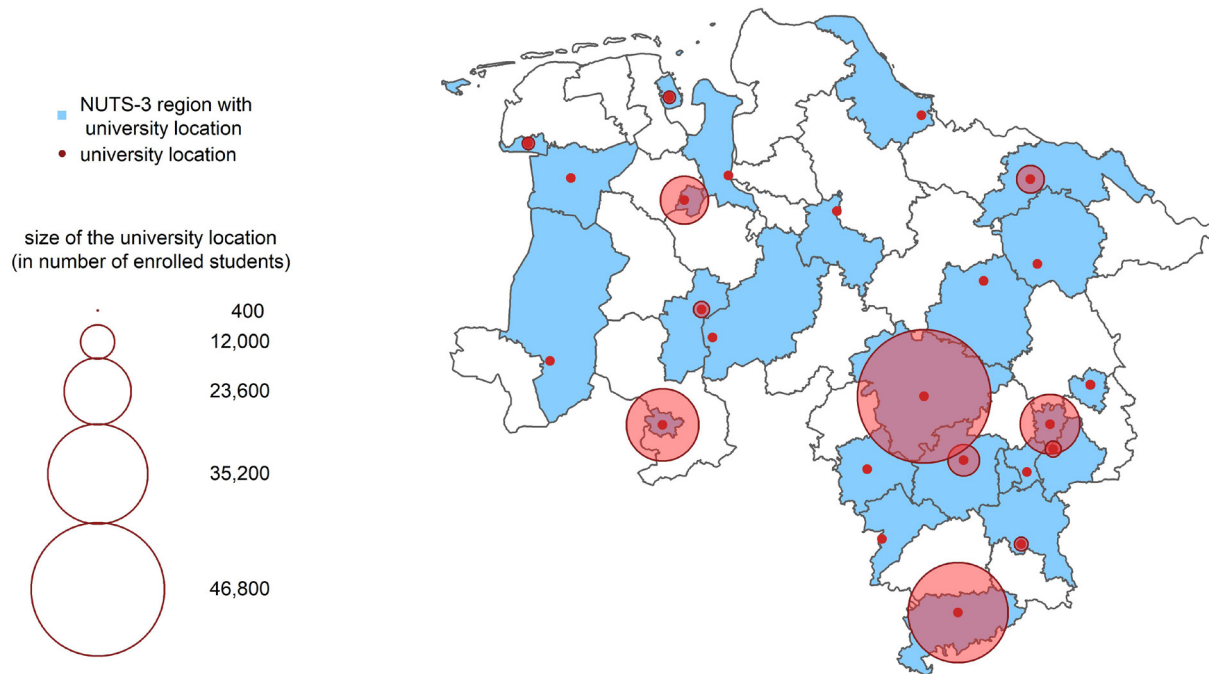 NUTS-3 region with
university location
university location
size of the university location
(in number of enrolled students)
400
12,000
23,600
35,200
46,800